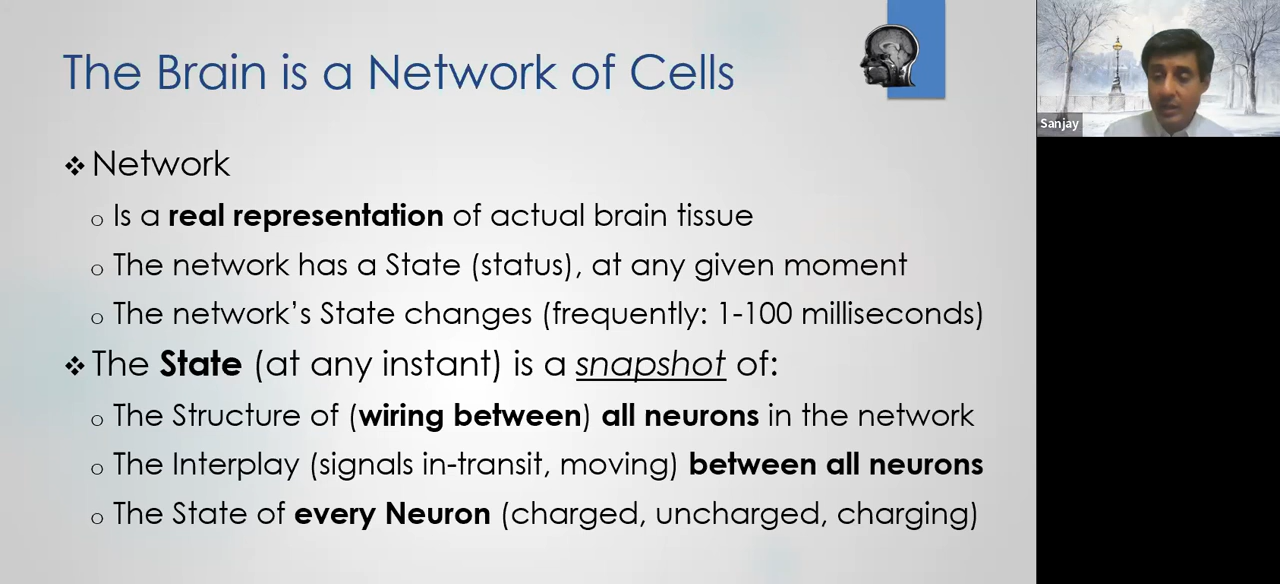 The Brain is a Network of Cells
Sanjay
❖ Network
o Is a real representation of actual brain tissue
o The network has a State (status), at any given moment
o The network’s State changes (frequently: 1-100 milliseconds)
❖ The State (at any instant) is a snapshot of:
o The Structure of (wiring between) all neurons in the network
o The Interplay (signals in-transit, moving) between all neurons
o The State of every Neuron (charged, uncharged, charging)